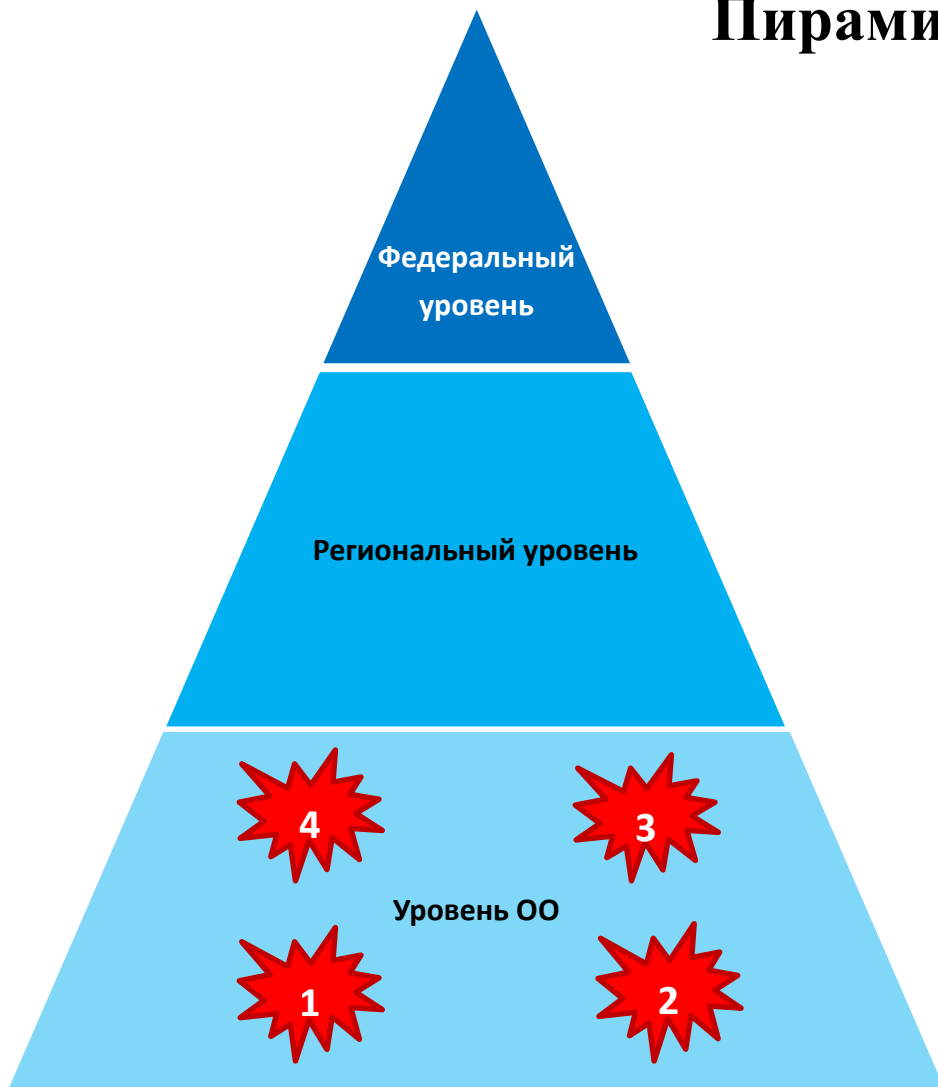 Пирами
Федеральный
уровень
Региональный уровень
4
3
Уровень ОО
1
2